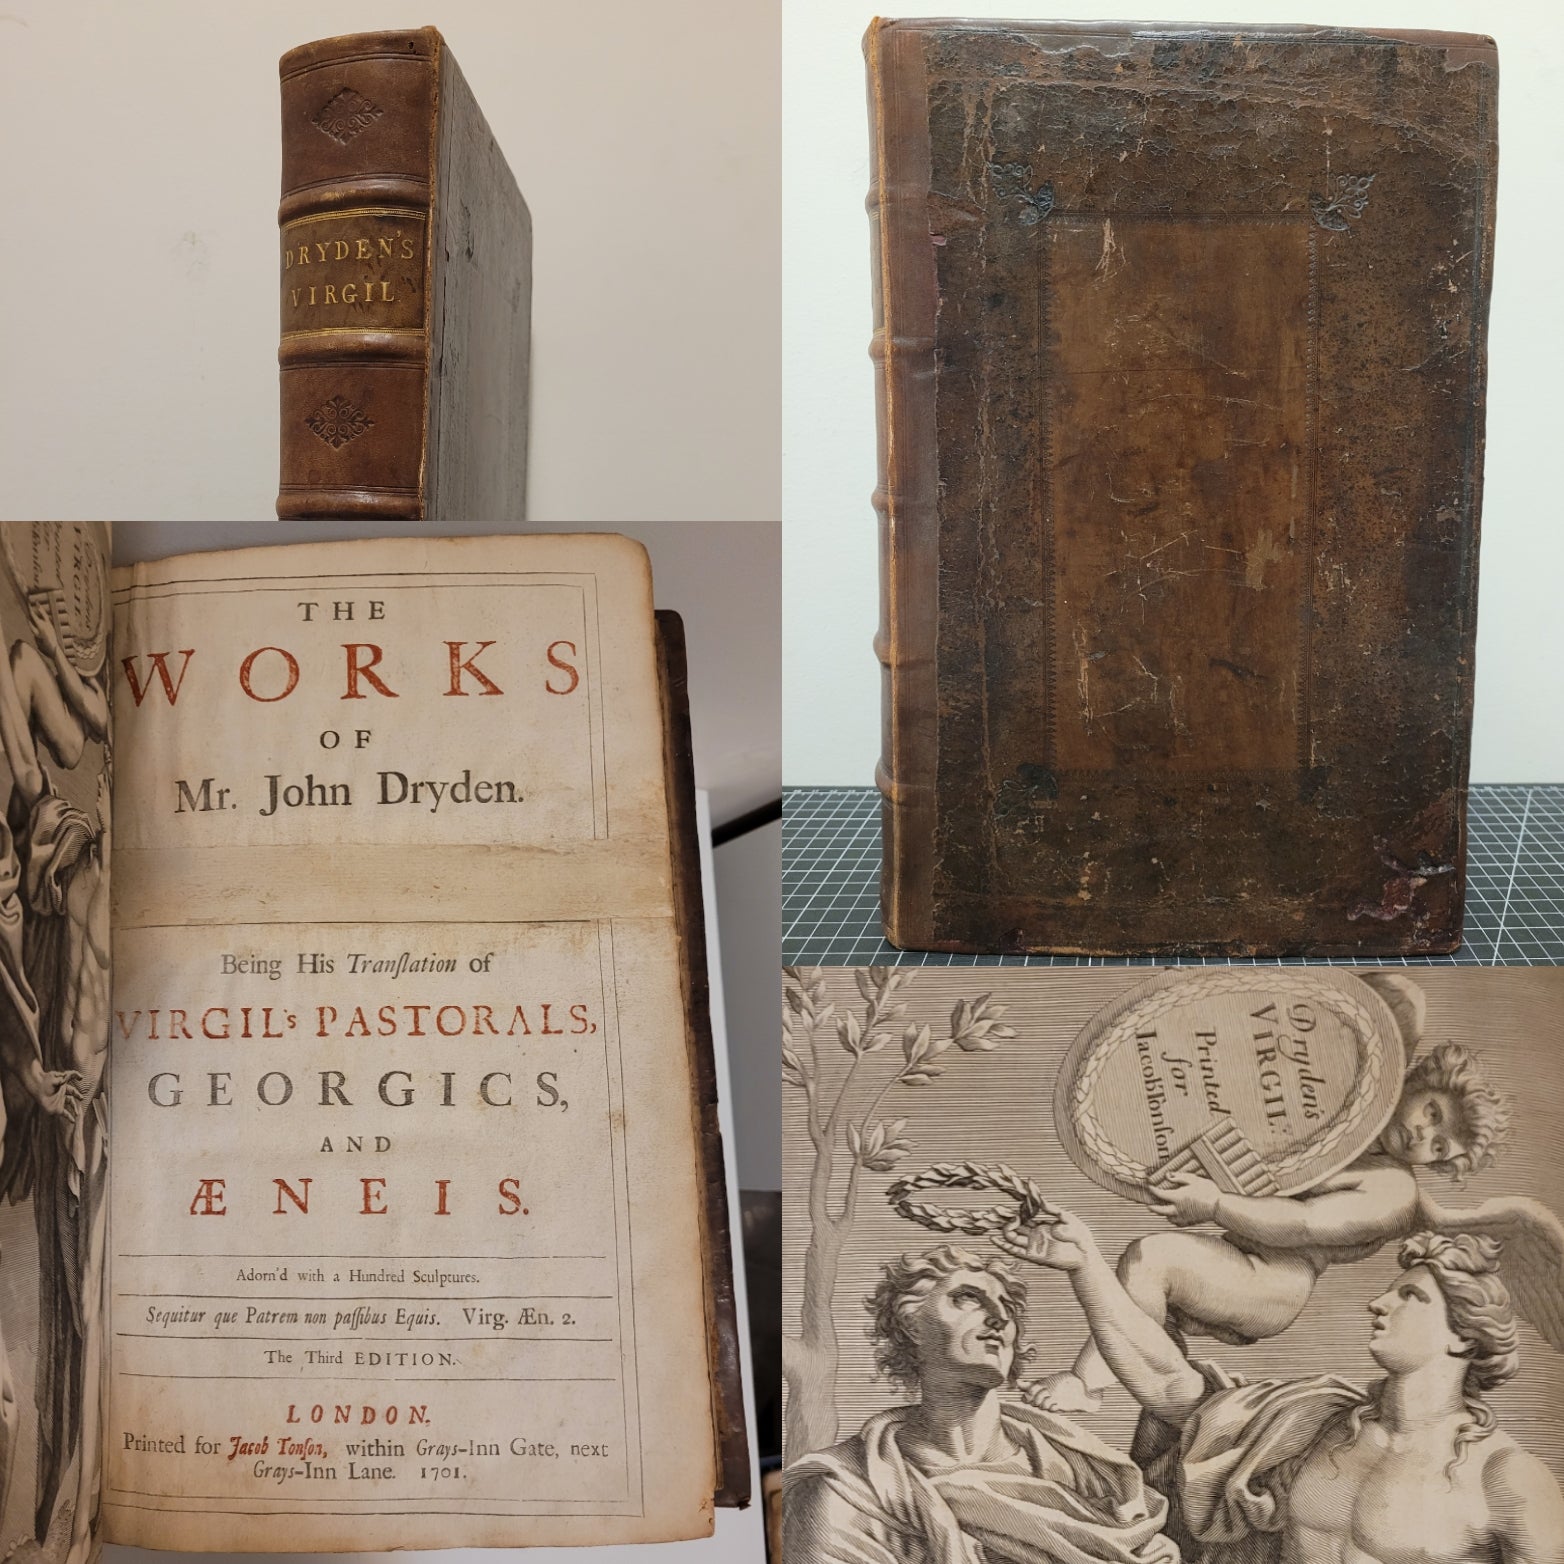 DRYDEN'S
VIRGIL
THE
WORKS
OF
Mr. John Dryden.
Being His Tranſlation of
VIRGIL's PASTORALS,
GEORGICS,
AND
ÆNEIS.
Adorn'd with a Hundred Sculptures.
Sequitur que Patrem non paſſibus Equis. Virg. Æn. 2.
The Third EDITION.
LONDON,
Printed for Jacob Tonſon, within Grays-Inn Gate, next
Grays-Inn Lane. 1701.
Dryden's
VIRGIL
Printed
for
Iacob Tonſon